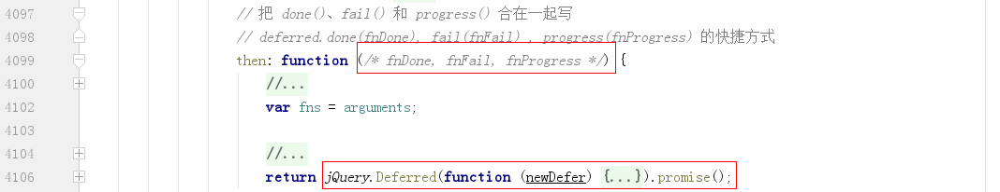 4097 // 把 done()、fail() 和 progress() 合在一起写
4098 // deferred.done(fnDone), fail(fnFail) , progress(fnProgress) 的快捷方式
4099 then: function (/* fnDone, fnFail, fnProgress */) {
4100 //...
4102 var fns = arguments;
4103
4104 //...
4106 return jQuery.Deferred(function (newDefer) {...}).promise();